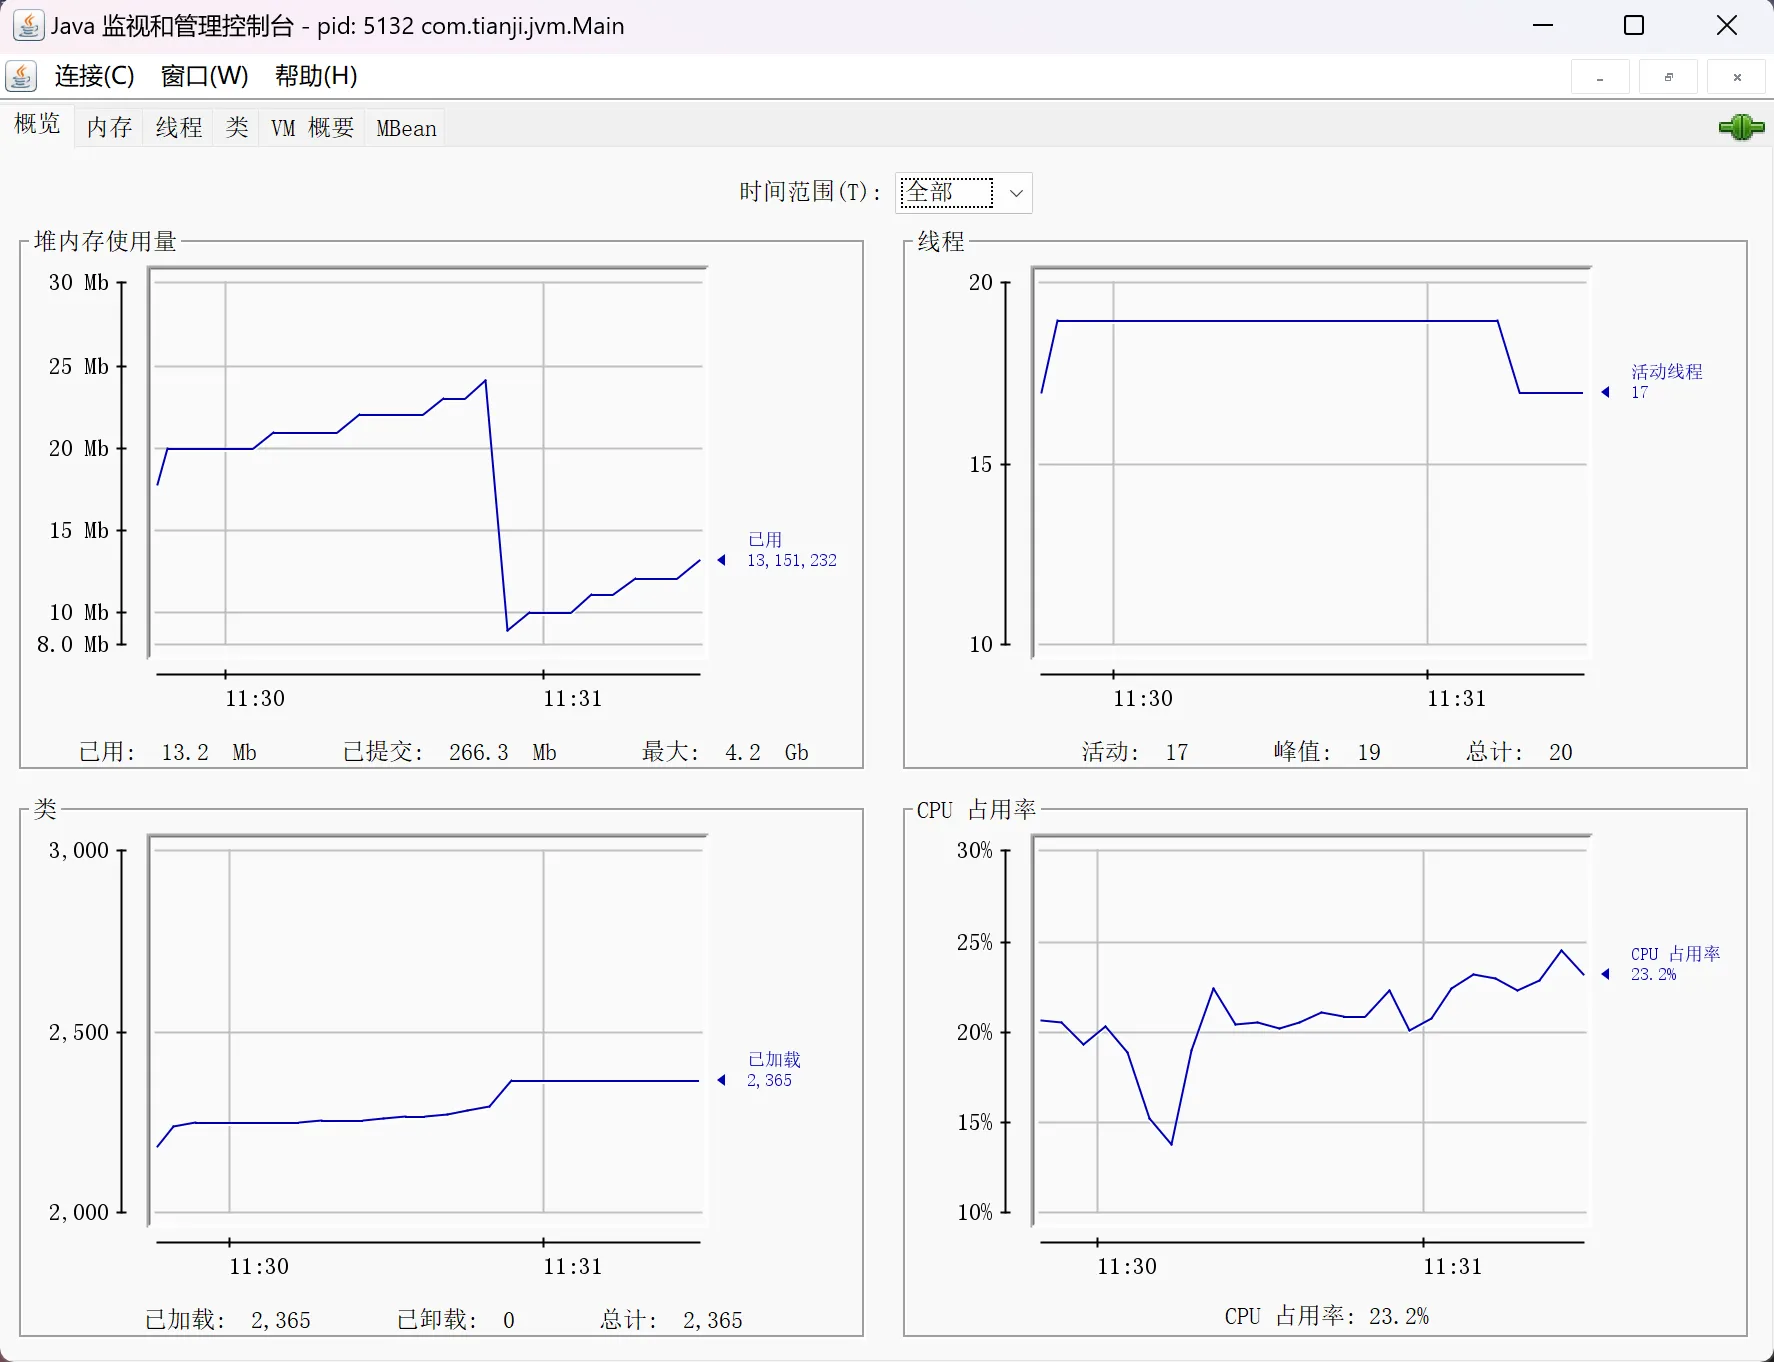 Java 监视和管理控制台 - pid: 5132 com.tianji.jvm.Main
连接(C) 窗口(W) 帮助(H)
概览 内存 线程 类 VM 概要 MBean
时间范围(T): 全部
堆内存使用量
30 Mb
25 Mb
20 Mb
15 Mb
10 Mb
8.0 Mb
已用
13,151,232
11:30 11:31
已用: 13.2 Mb 已提交: 266.3 Mb 最大: 4.2 Gb
线程
20
15
10
活动线程
17
11:30 11:31
活动: 17 峰值: 19 总计: 20
类
3,000
2,500
2,000
已加载
2,365
11:30 11:31
已加载: 2,365 已卸载: 0 总计: 2,365
CPU 占用率
30%
25%
20%
15%
10%
CPU 占用率
23.2%
11:30 11:31
CPU 占用率: 23.2%